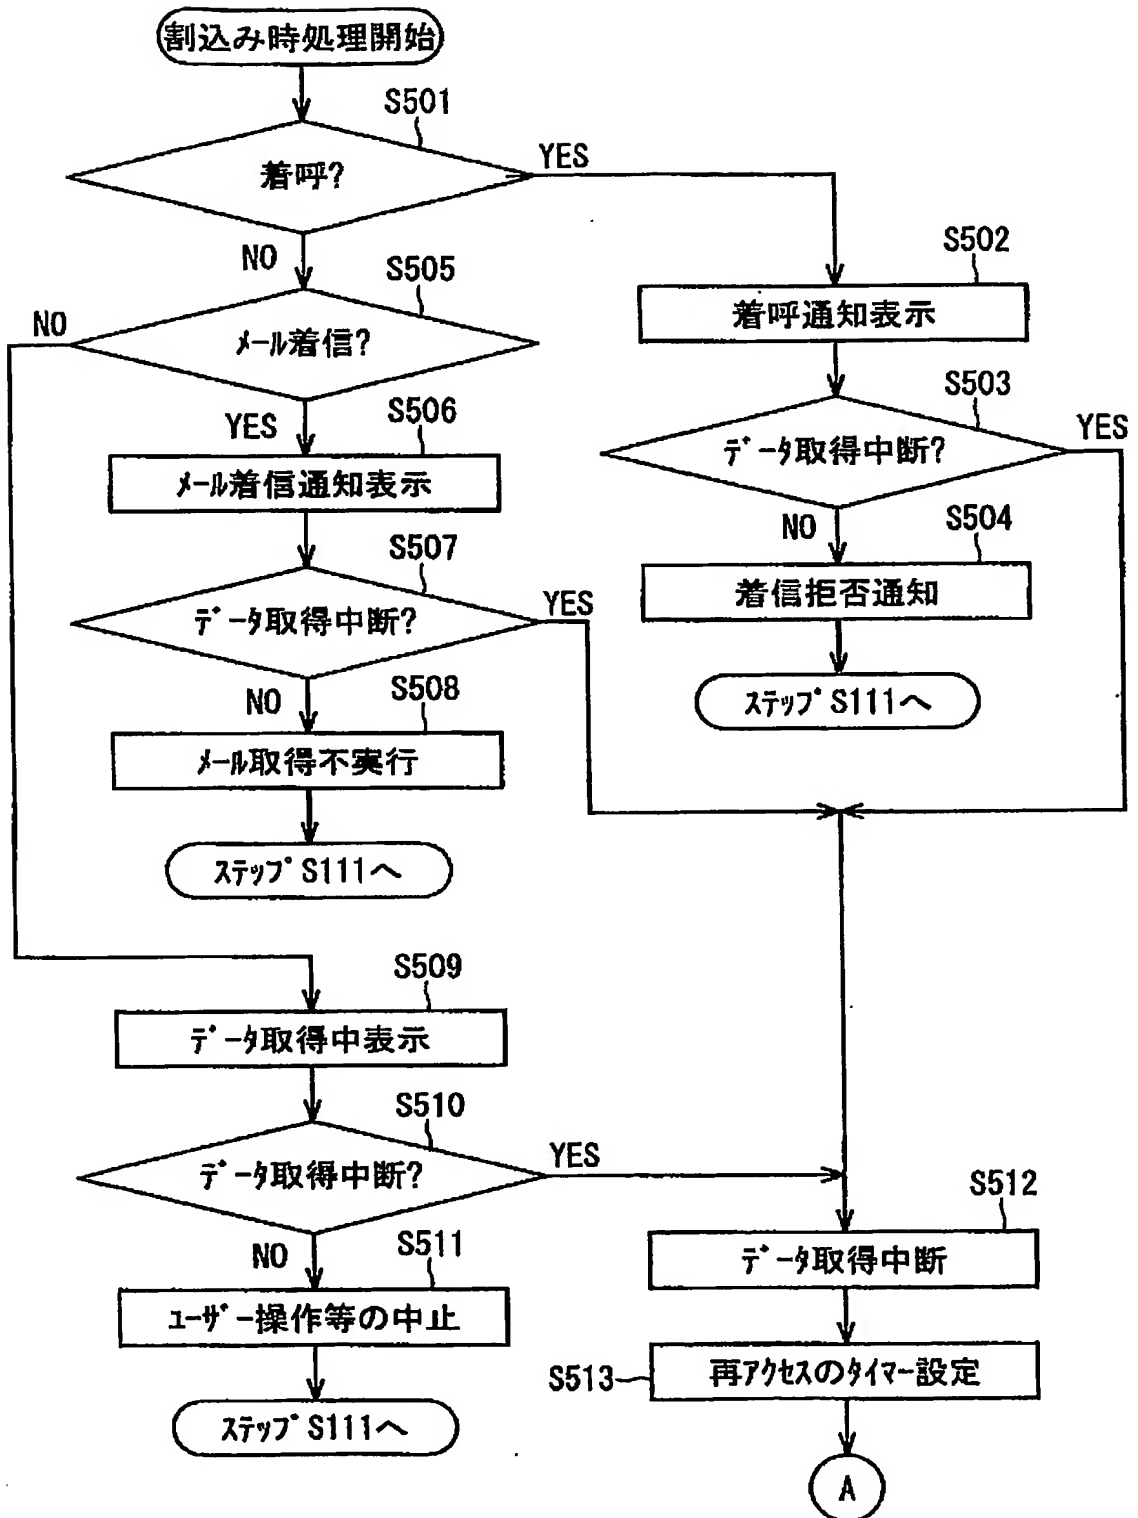 割込み時処理開始
S501
着呼?
YES
NO
S502
着呼通知表示
S505
メール着信?
NO
YES
S503
データ取得中断?
YES
NO
S506
メール着信通知表示
S504
着信拒否通知
ステップS111へ
S507
データ取得中断?
YES
NO
S508
メール取得不実行
ステップS111へ
S509
データ取得中表示
S510
データ取得中断?
YES
NO
S511
ユーザー操作等の中止
ステップS111へ
S512
データ取得中断
S513
再アクセスのタイマー設定
A